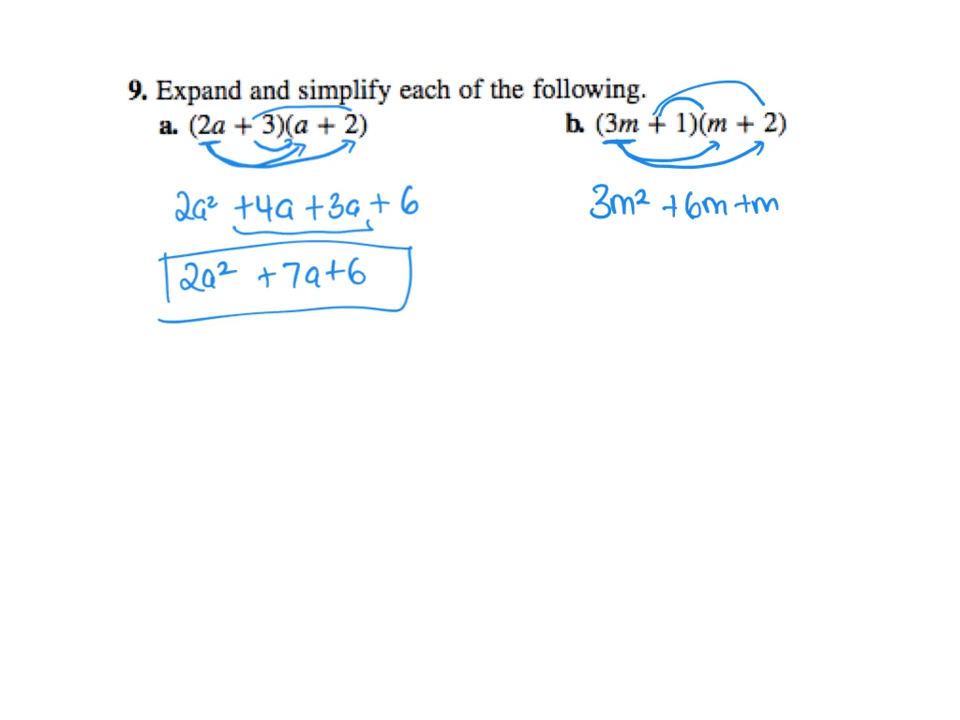 9. Expand and simplify each of the following.
a. (2a + 3)(a + 2)
2a² +4a +3a + 6
2a² +7a+6
b. (3m + 1)(m + 2)
3m² +6m +m